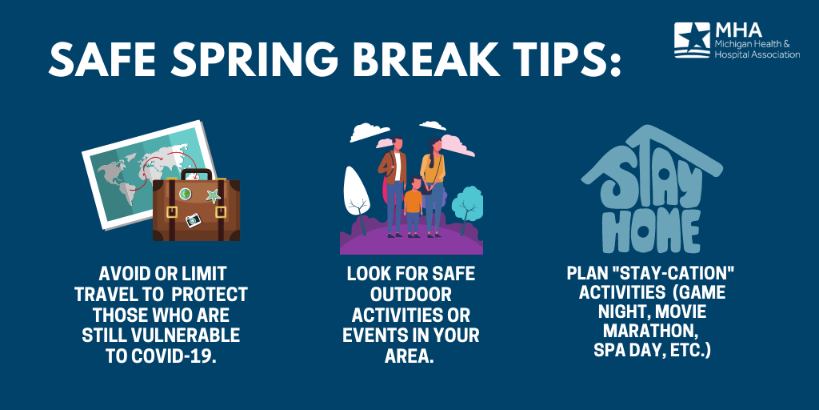 SAFE SPRING BREAK TIPS:
MHA
Michigan Health &
Hospital Association
AVOID OR LIMIT
TRAVEL TO PROTECT
THOSE WHO ARE
STILL VULNERABLE
TO COVID-19.
LOOK FOR SAFE
OUTDOOR
ACTIVITIES OR
EVENTS IN YOUR
AREA.
STAY
HOME
PLAN "STAY-CATION"
ACTIVITIES (GAME
NIGHT, MOVIE
MARATHON,
SPA DAY, ETC.)